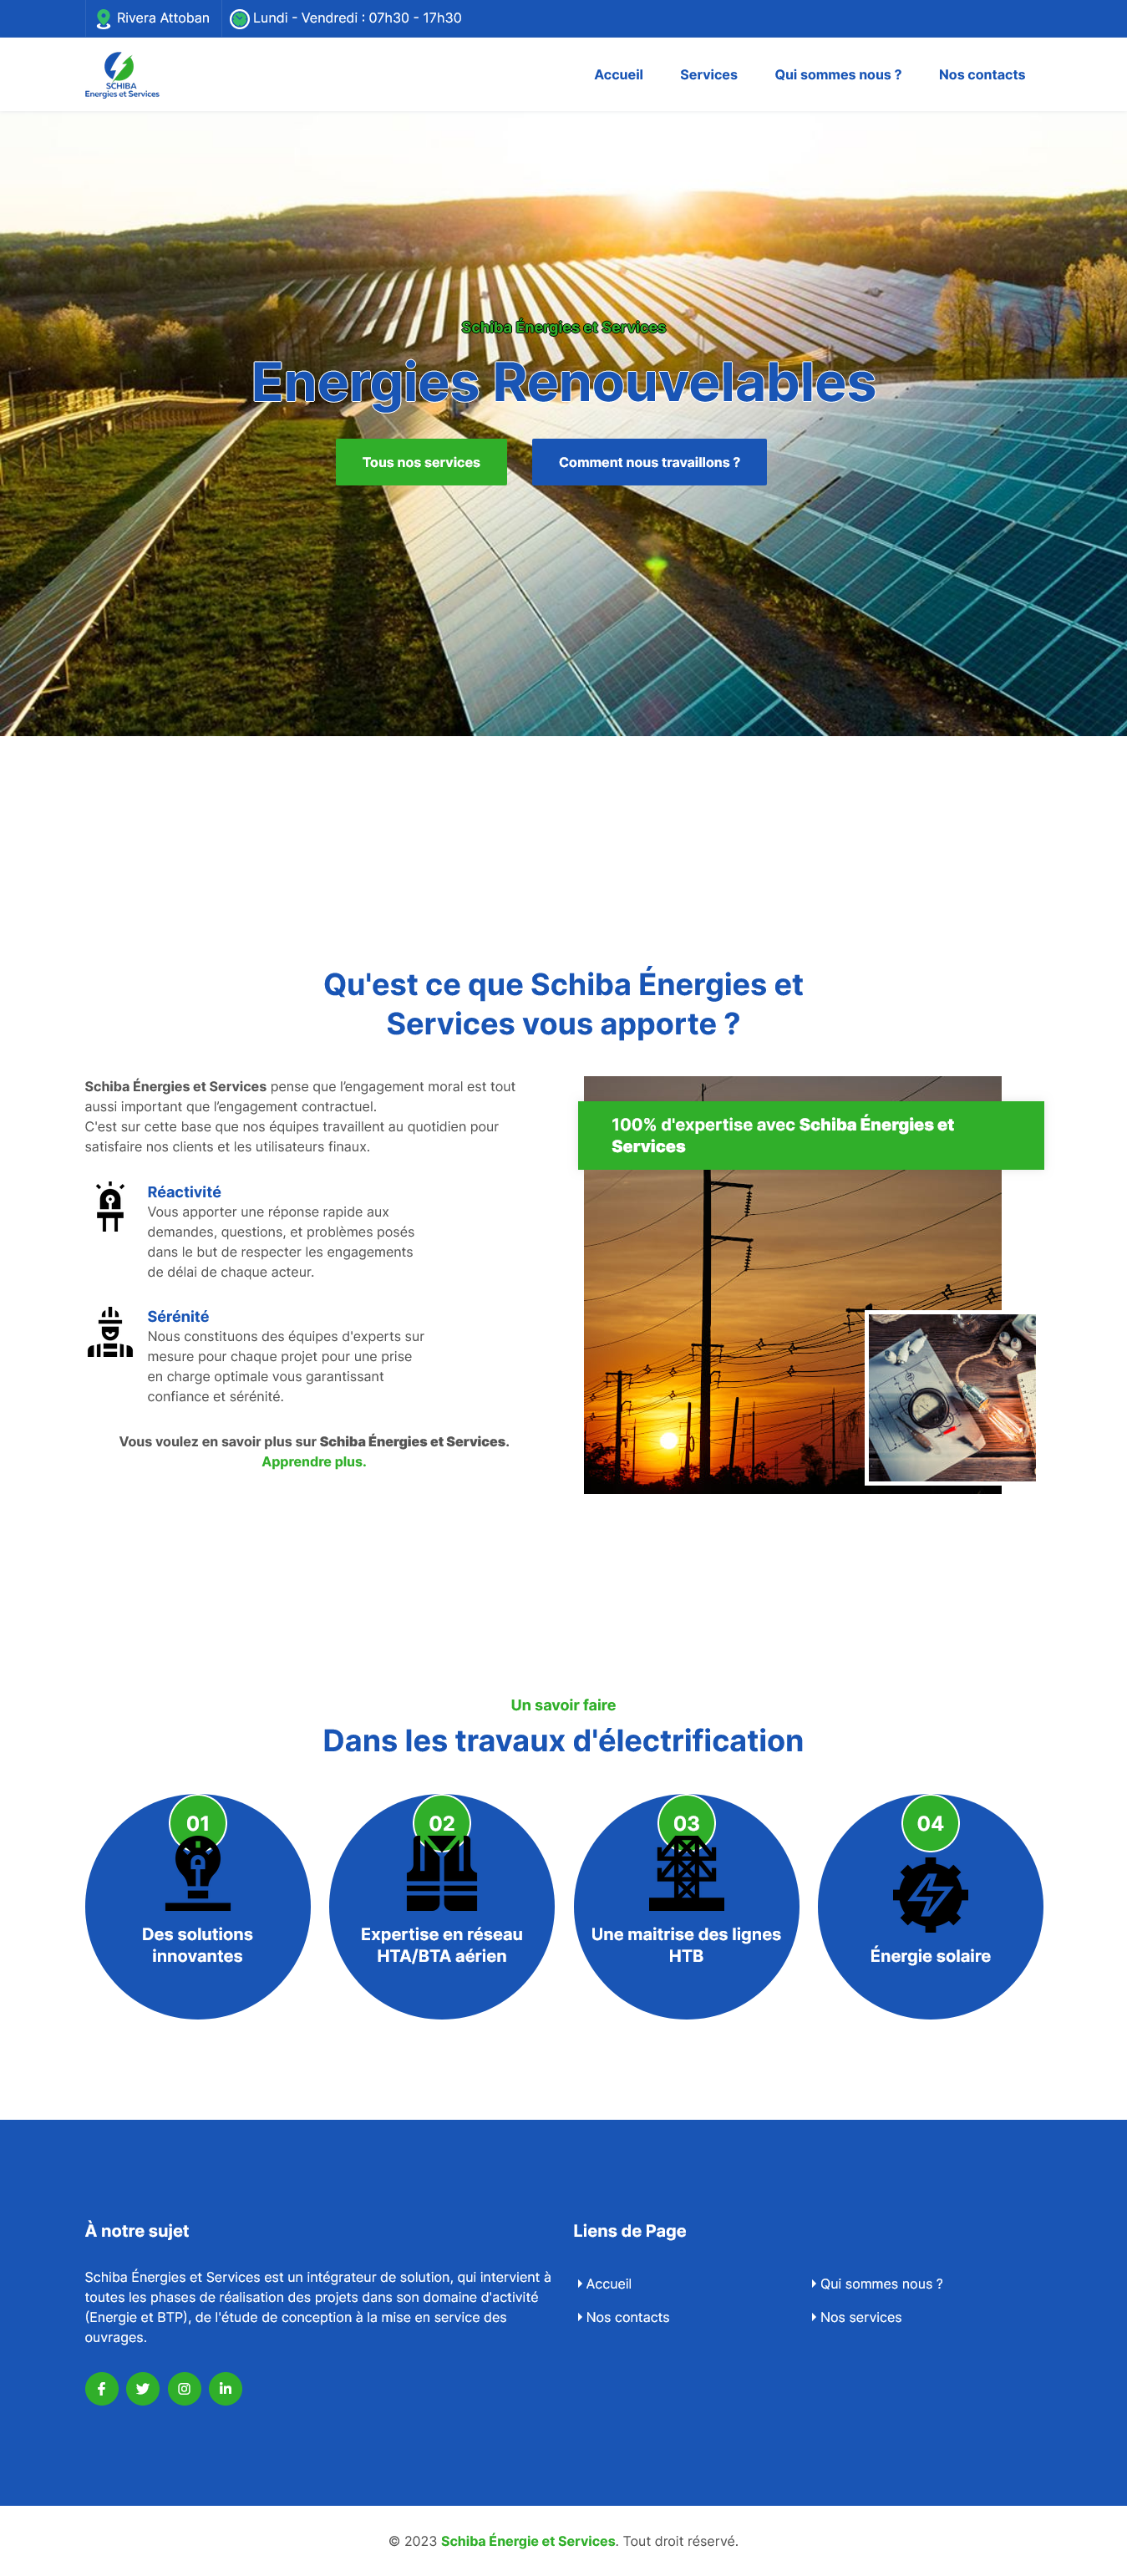 Rivera Attoban
Lundi - Vendredi : 07h30 - 17h30
SCHIBA
Energies et Services
Accueil
Services
Qui sommes nous ?
Nos contacts
Schiba Énergies et Services
Energies Renouvelables
Tous nos services
Comment nous travaillons ?
Qu'est ce que Schiba Énergies et
Services vous apporte ?
Schiba Énergies et Services pense que l’engagement moral est tout
aussi important que l’engagement contractuel.
C'est sur cette base que nos équipes travaillent au quotidien pour
satisfaire nos clients et les utilisateurs finaux.
Réactivité
Vous apporter une réponse rapide aux
demandes, questions, et problèmes posés
dans le but de respecter les engagements
de délai de chaque acteur.
Sérénité
Nous constituons des équipes d'experts sur
mesure pour chaque projet pour une prise
en charge optimale vous garantissant
confiance et sérénité.
Vous voulez en savoir plus sur Schiba Énergies et Services.
Apprendre plus.
100% d'expertise avec Schiba Énergies et
Services
Un savoir faire
Dans les travaux d'électrification
01
Des solutions
innovantes
02
Expertise en réseau
HTA/BTA aérien
03
Une maitrise des lignes
HTB
04
Énergie solaire
À notre sujet
Schiba Énergies et Services est un intégrateur de solution, qui intervient à
toutes les phases de réalisation des projets dans son domaine d'activité
(Energie et BTP), de l'étude de conception à la mise en service des
ouvrages.
Liens de Page
Accueil
Qui sommes nous ?
Nos contacts
Nos services
© 2023 Schiba Énergie et Services. Tout droit réservé.